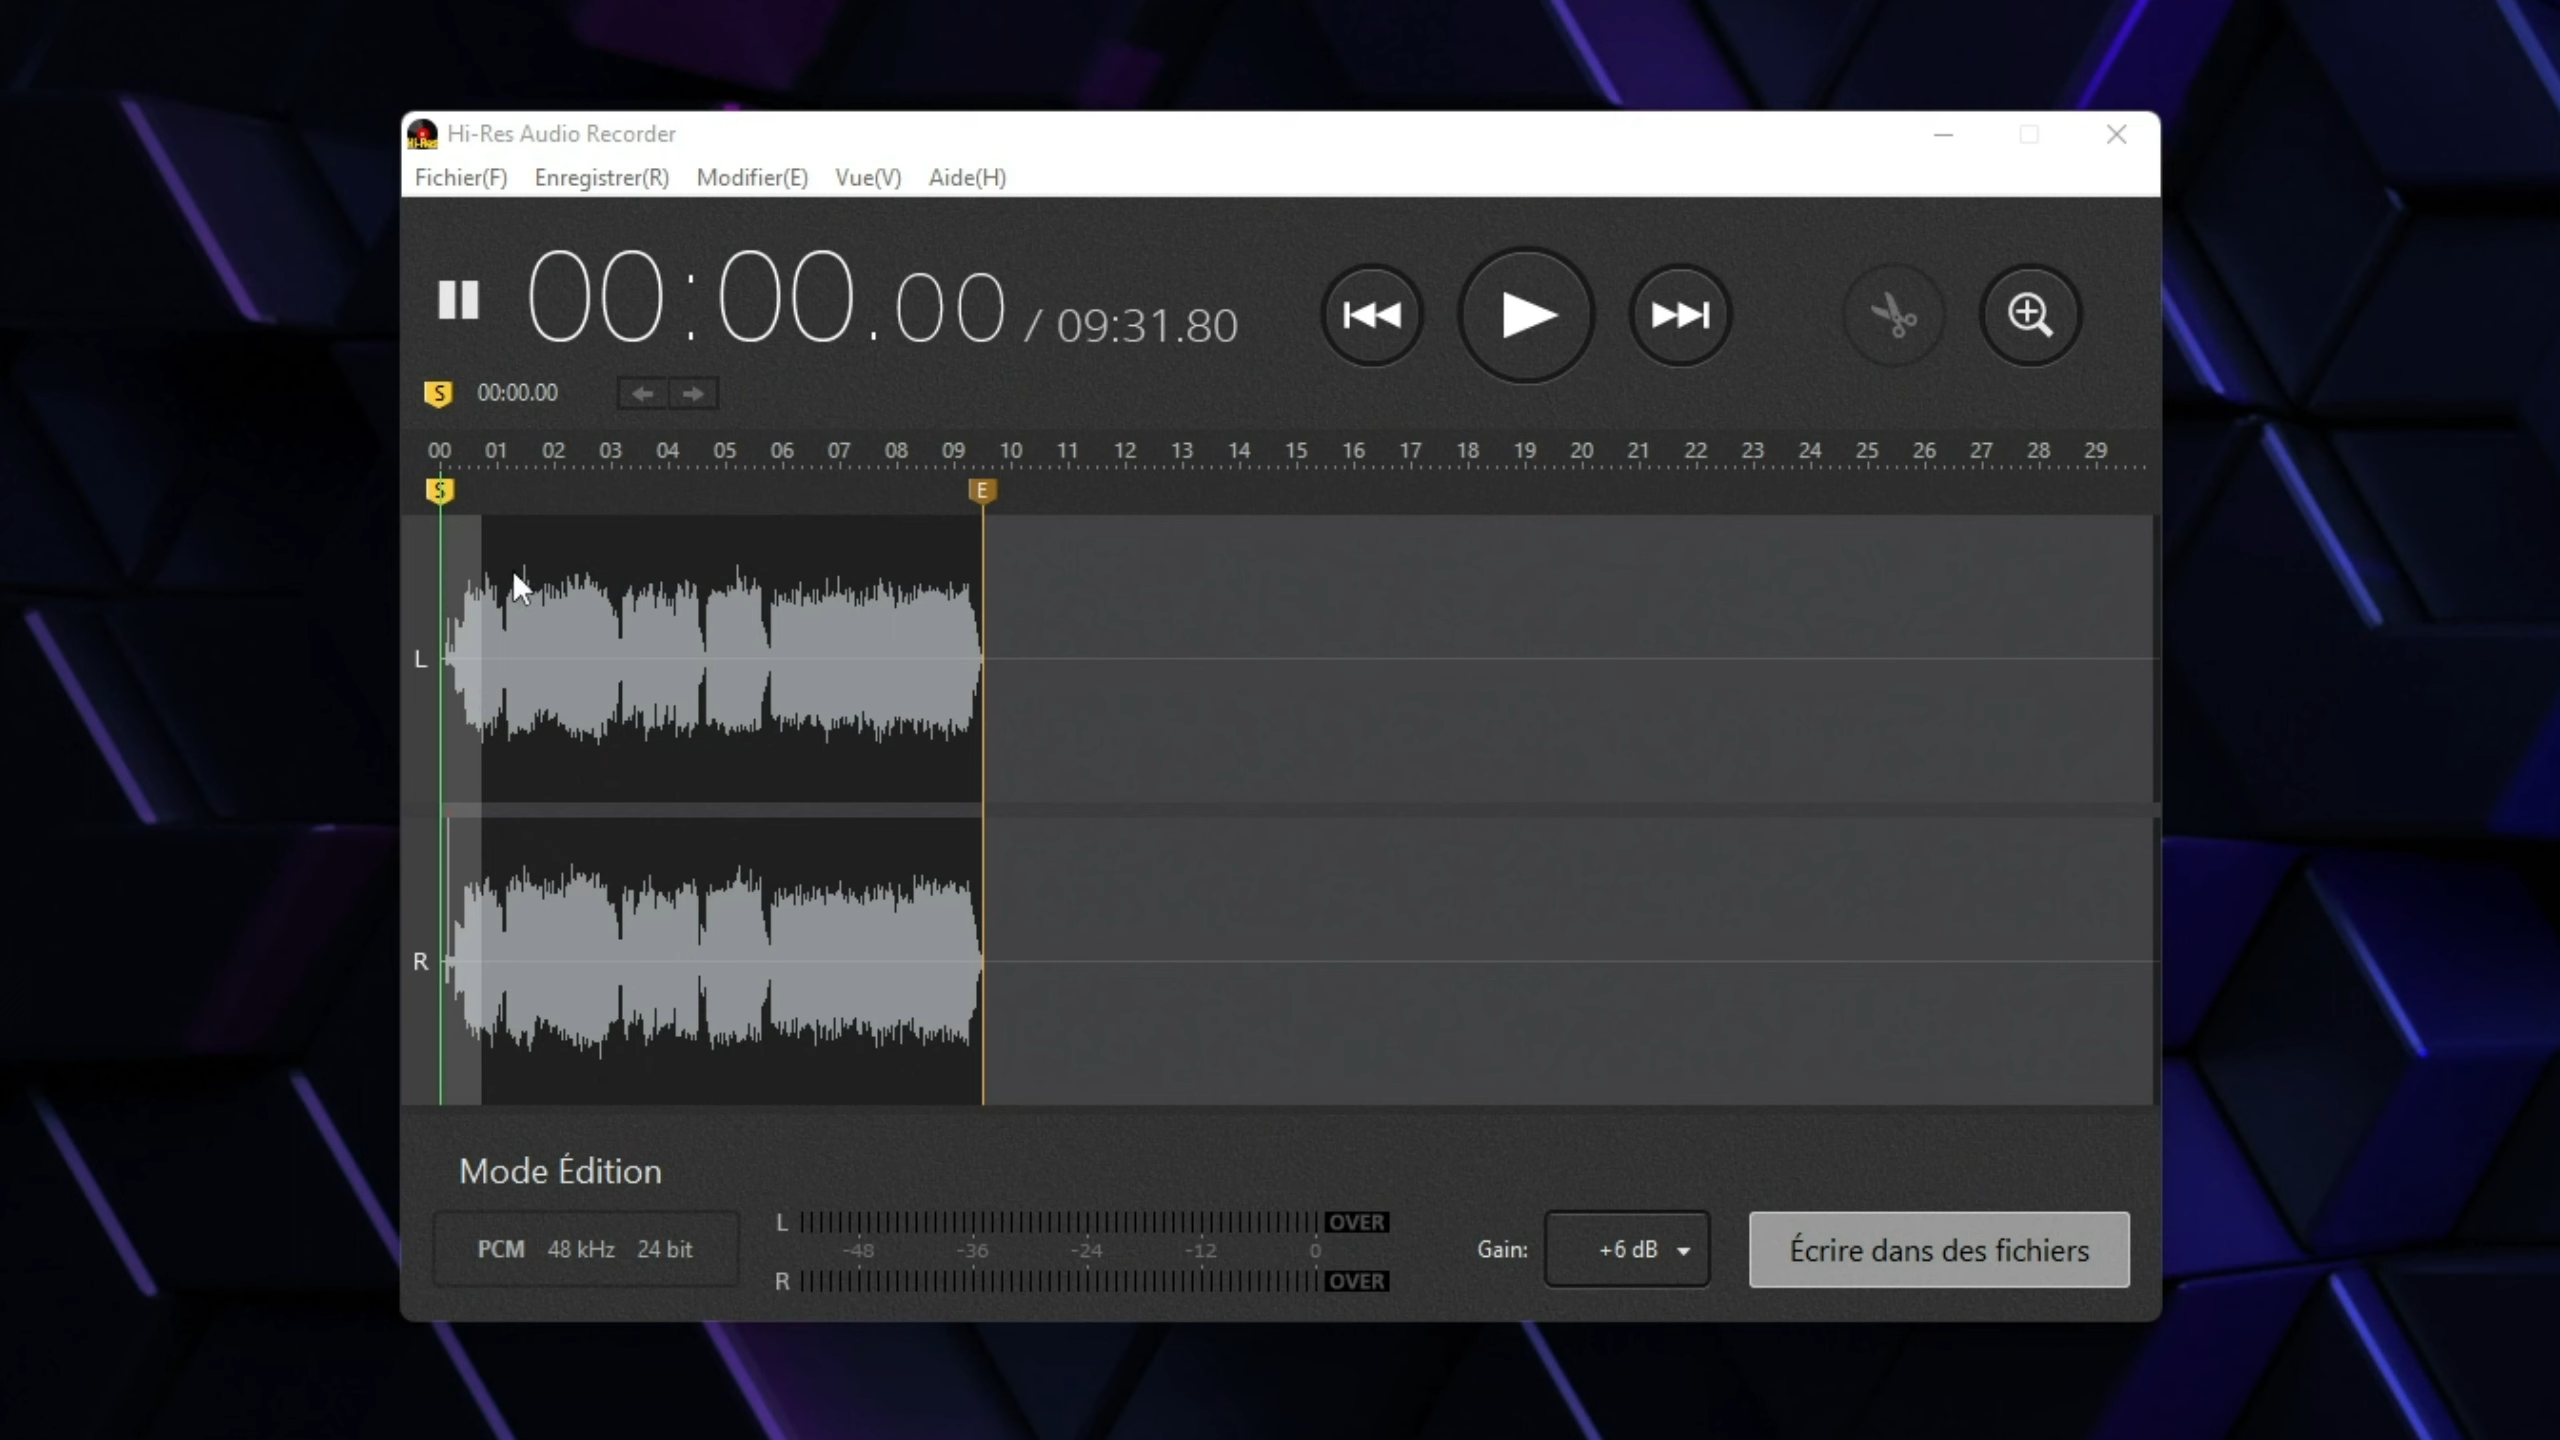 Hi-Res Audio Recorder
Fichier(F) Enregistrer(R) Modifier(E) Vue(V) Aide(H)
00:00.00 / 09:31.80
S 00:00.00
00 01 02 03 04 05 06 07 08 09 10 11 12 13 14 15 16 17 18 19 20 21 22 23 24 25 26 27 28 29
S E
L
R
Mode Édition
PCM 48 kHz 24 bit
L OVER
-48 -36 -24 -12 0
R OVER
Gain: +6 dB
Écrire dans des fichiers